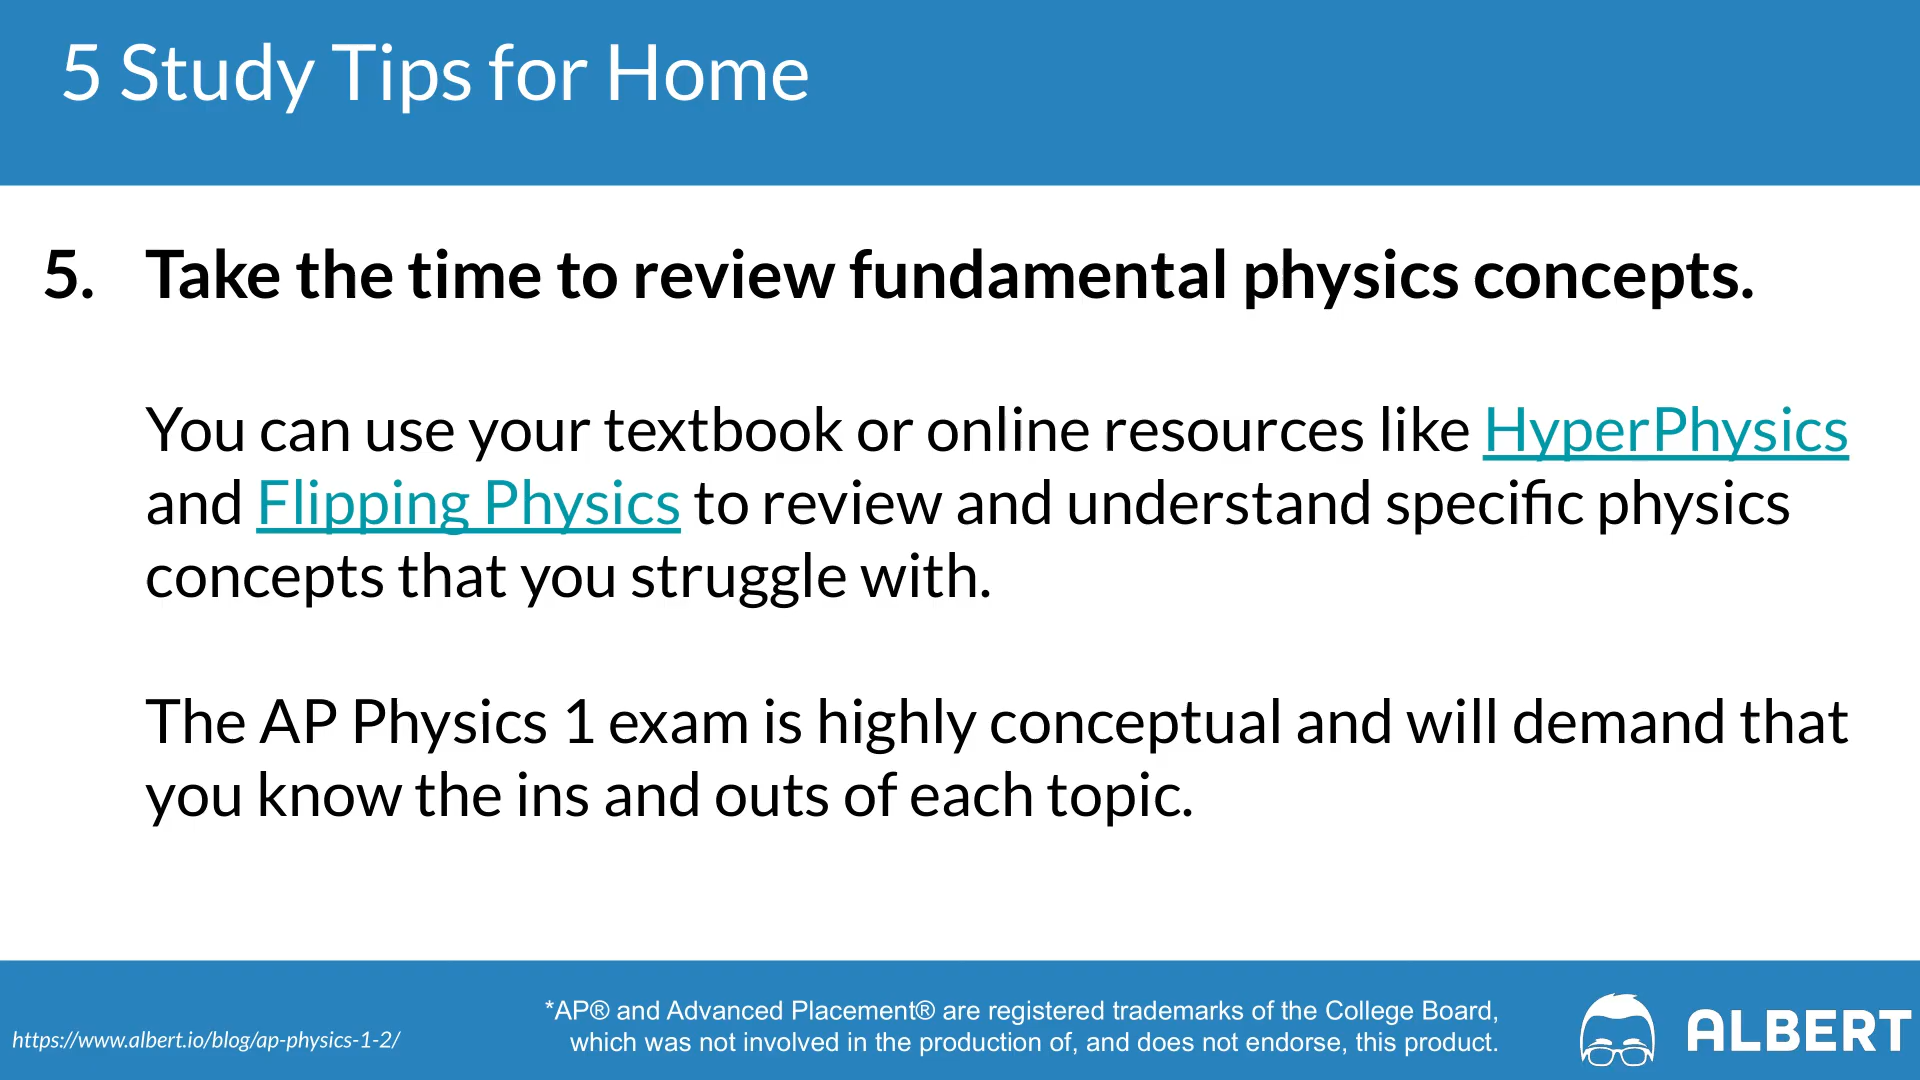 5 Study Tips for Home
5. Take the time to review fundamental physics concepts.
You can use your textbook or online resources like HyperPhysics
and Flipping Physics to review and understand specific physics
concepts that you struggle with.
The AP Physics 1 exam is highly conceptual and will demand that
you know the ins and outs of each topic.
https://www.albert.io/blog/ap-physics-1-2/
*AP® and Advanced Placement® are registered trademarks of the College Board,
which was not involved in the production of, and does not endorse, this product.
ALBERT